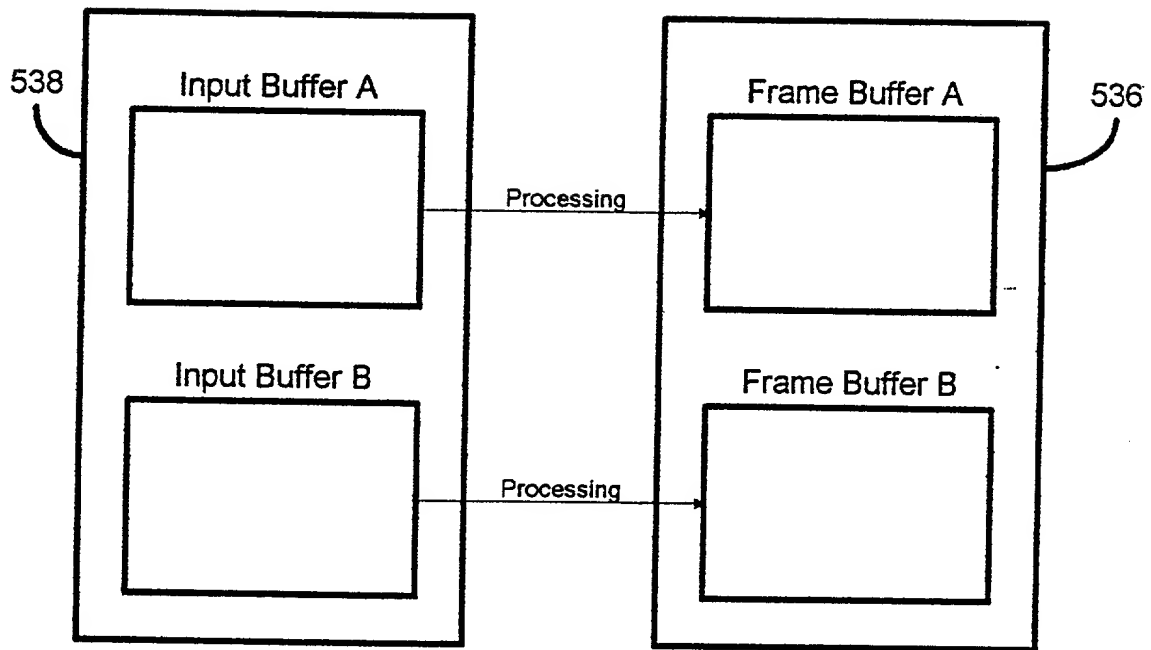 538
Input Buffer A
Frame Buffer A
536
Processing
Input Buffer B
Frame Buffer B
Processing